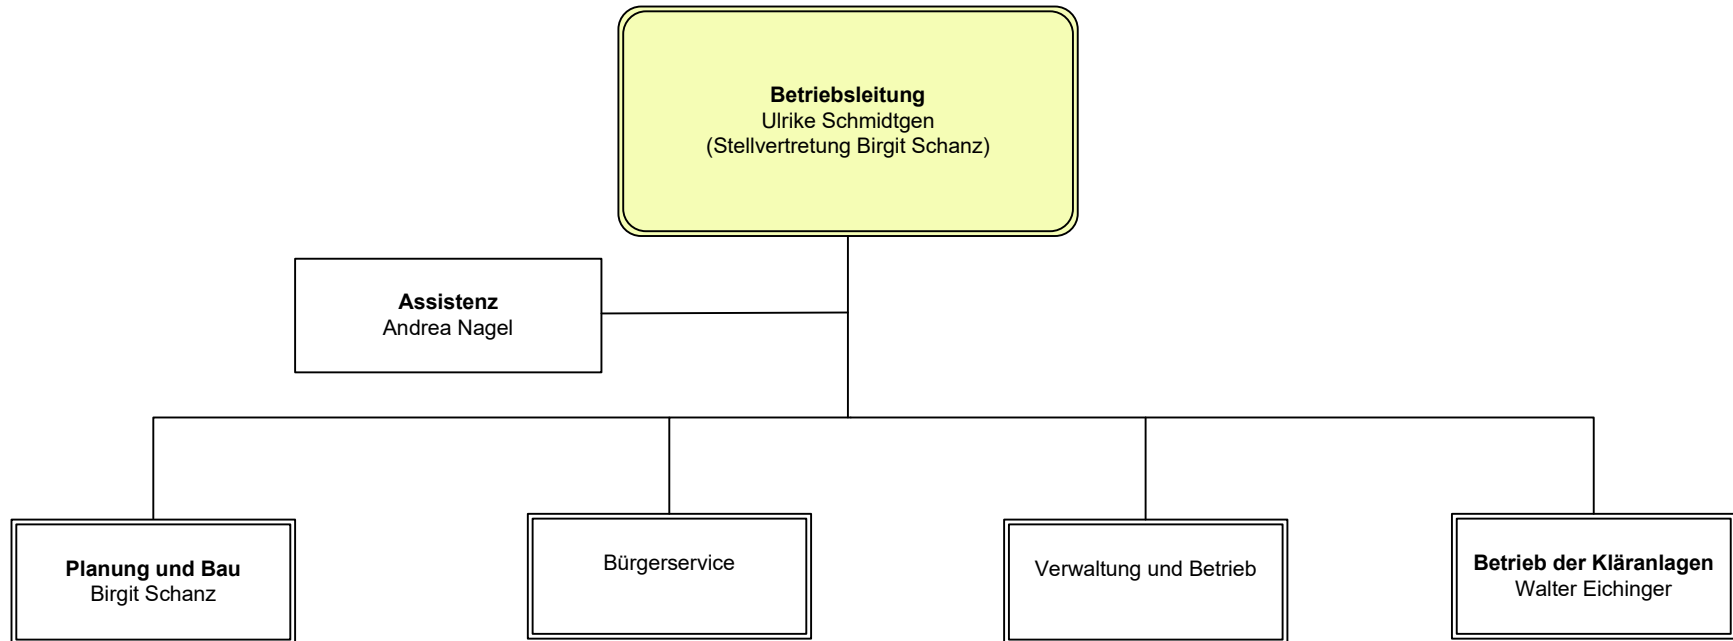 Betriebsleitung
Ulrike Schmidtgen
(Stellvertretung Birgit Schanz)
Assistenz
Andrea Nagel
Planung und Bau
Birgit Schanz
Bürgerservice
Verwaltung und Betrieb
Betrieb der Kläranlagen
Walter Eichinger